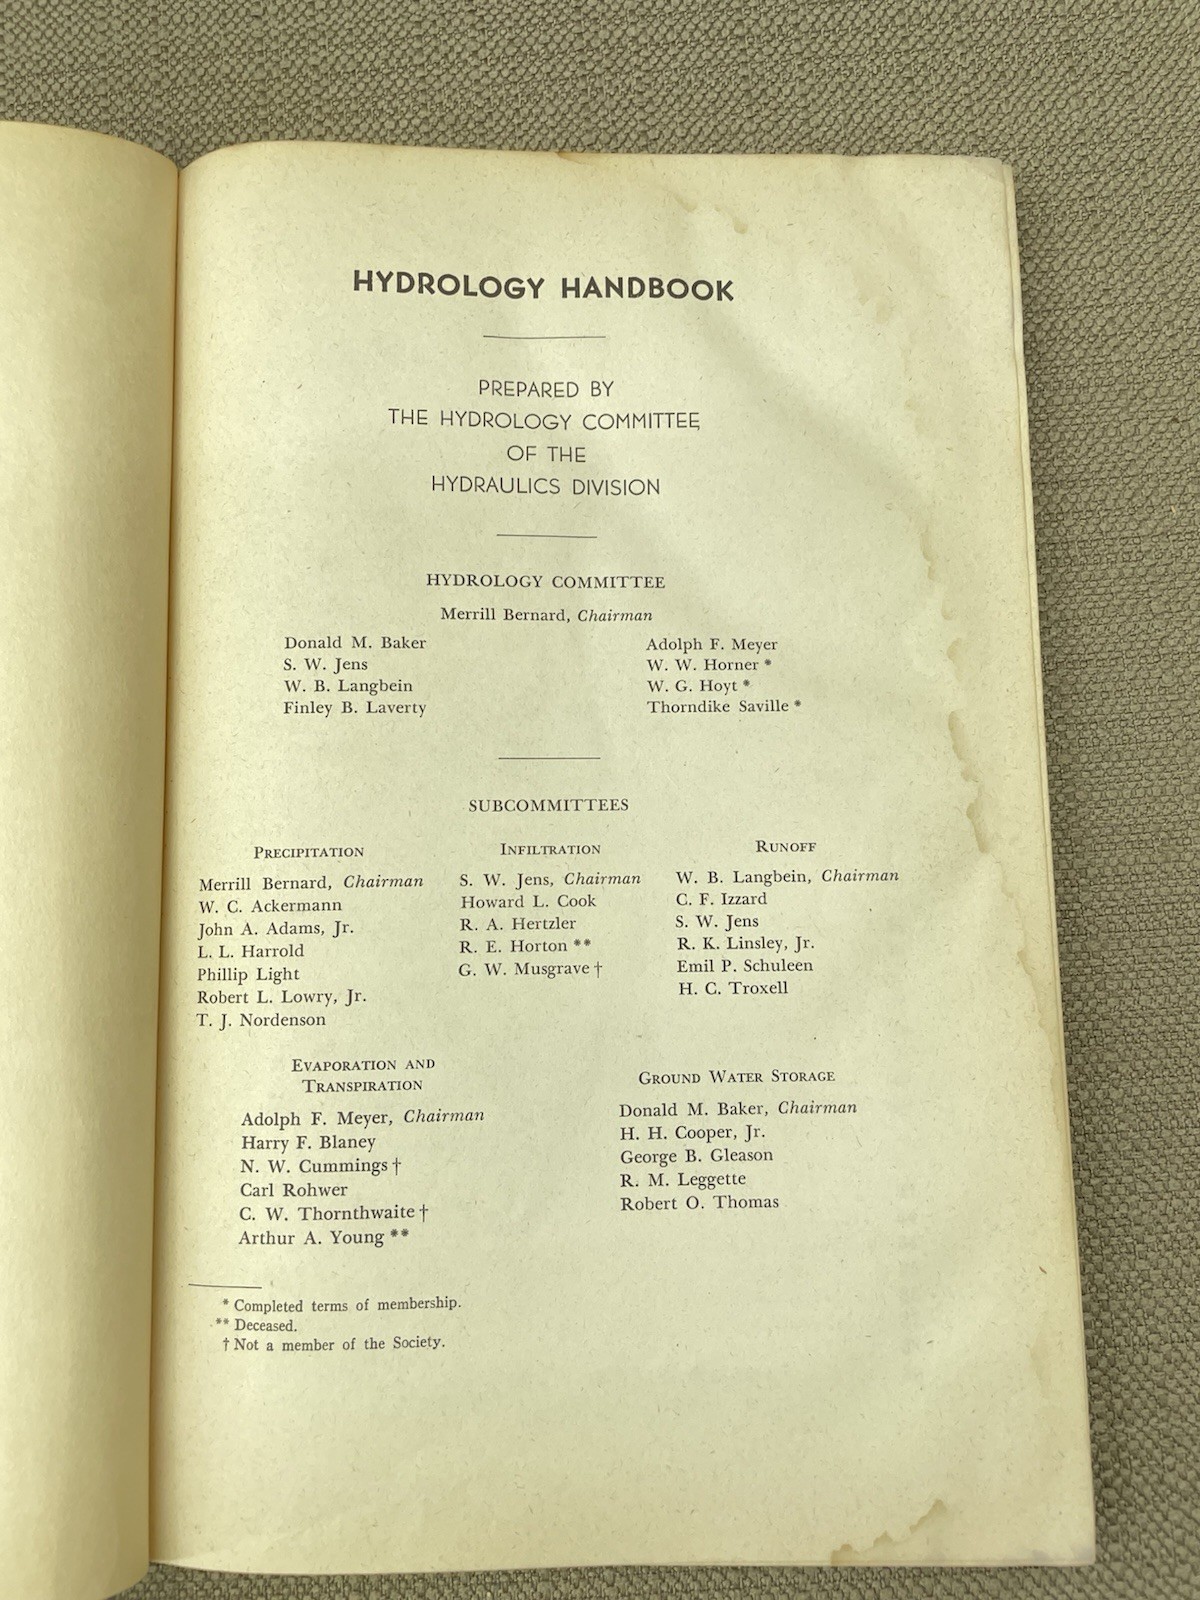 HYDROLOGY HANDBOOK
PREPARED BY
THE HYDROLOGY COMMITTEE
OF THE
HYDRAULICS DIVISION
HYDROLOGY COMMITTEE
Merrill Bernard, Chairman
Donald M. Baker
S. W. Jens
W. B. Langbein
Finley B. Laverty
Adolph F. Meyer
W. W. Horner *
W. G. Hoyt *
Thorndike Saville *
SUBCOMMITTEES
PRECIPITATION
Merrill Bernard, Chairman
W. C. Ackermann
John A. Adams, Jr.
L. L. Harrold
Phillip Light
Robert L. Lowry, Jr.
T. J. Nordenson
INFILTRATION
S. W. Jens, Chairman
Howard L. Cook
R. A. Hertzler
R. E. Horton **
G. W. Musgrave †
RUNOFF
W. B. Langbein, Chairman
C. F. Izzard
S. W. Jens
R. K. Linsley, Jr.
Emil P. Schuleen
H. C. Troxell
EVAPORATION AND
TRANSPIRATION
Adolph F. Meyer, Chairman
Harry F. Blaney
N. W. Cummings †
Carl Rohwer
C. W. Thornthwaite †
Arthur A. Young **
GROUND WATER STORAGE
Donald M. Baker, Chairman
H. H. Cooper, Jr.
George B. Gleason
R. M. Leggette
Robert O. Thomas
* Completed terms of membership.
** Deceased.
† Not a member of the Society.